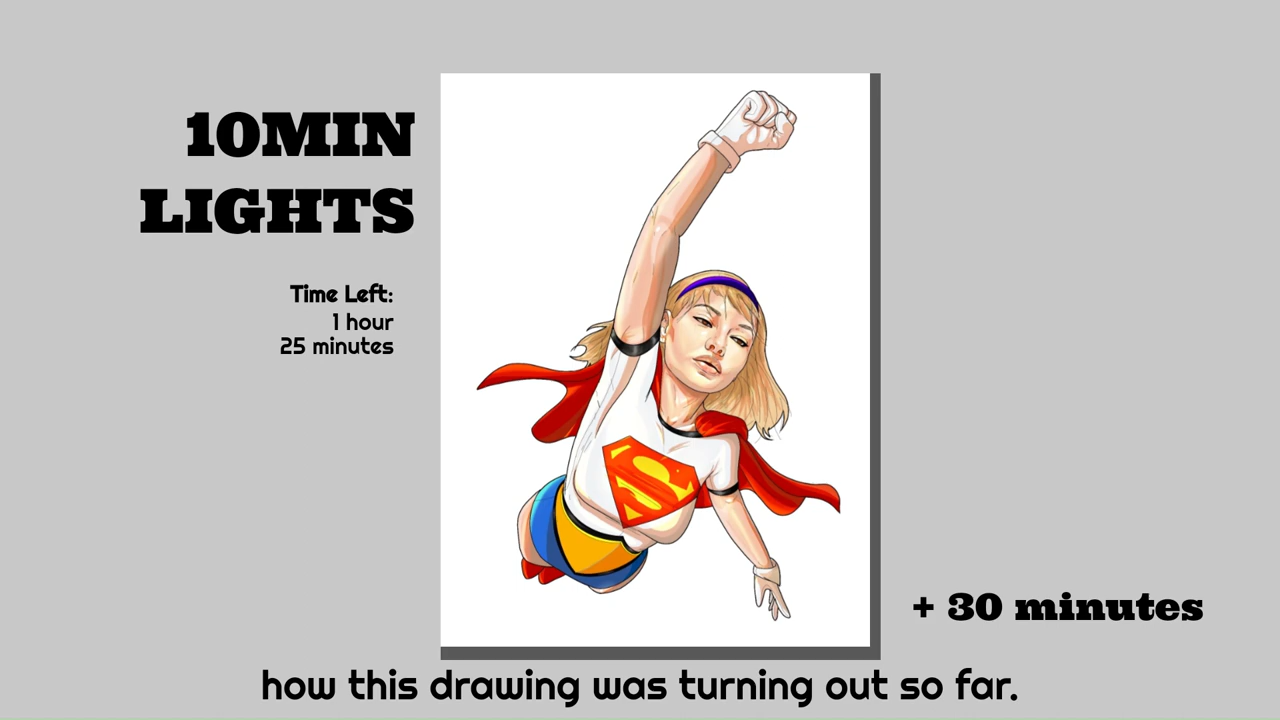 10MIN
LIGHTS
Time Left:
1 hour
25 minutes
S
+ 30 minutes
how this drawing was turning out so far.